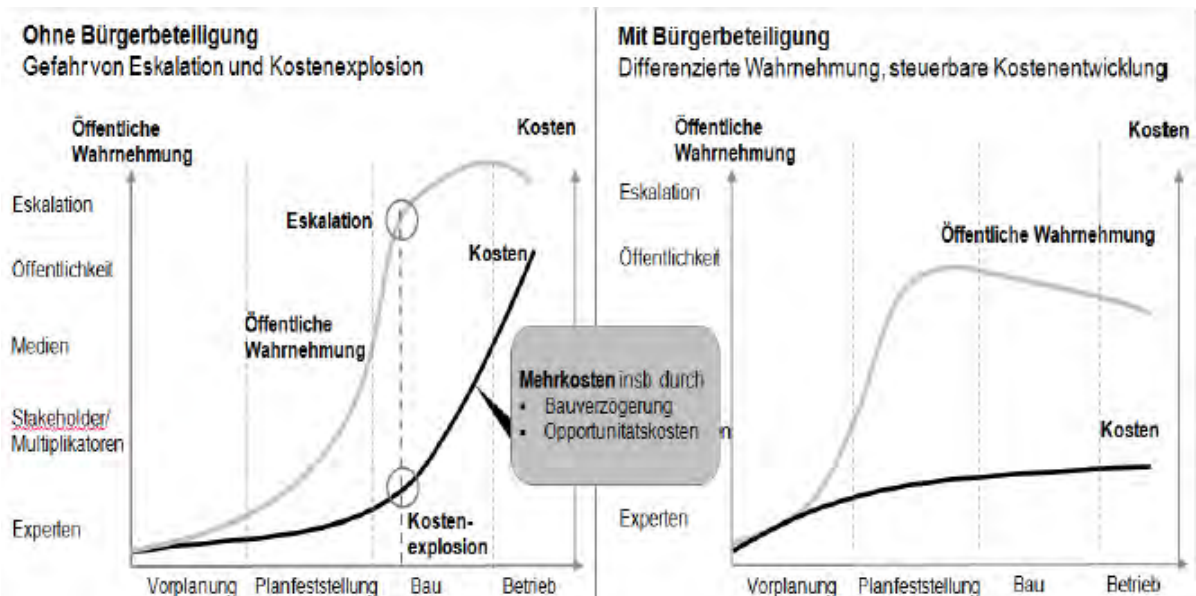 Ohne Bürgerbeteiligung
Gefahr von Eskalation und Kostenexplosion
Öffentliche
Wahrnehmung
Kosten
Eskalation
Öffentlichkeit
Medien
Stakeholder/
Multiplikatoren
Experten
Eskalation
Kosten
Öffentliche
Wahrnehmung
Kosten-
explosion
Vorplanung Planfeststellung Bau Betrieb
Mehrkosten insb. durch
▪ Bauverzögerung
▪ Opportunitätskosten
Mit Bürgerbeteiligung
Differenzierte Wahrnehmung, steuerbare Kostenentwicklung
Öffentliche
Wahrnehmung
Kosten
Eskalation
Öffentlichkeit
en
Experten
Öffentliche Wahrnehmung
Kosten
Vorplanung Planfeststellung Bau Betrieb